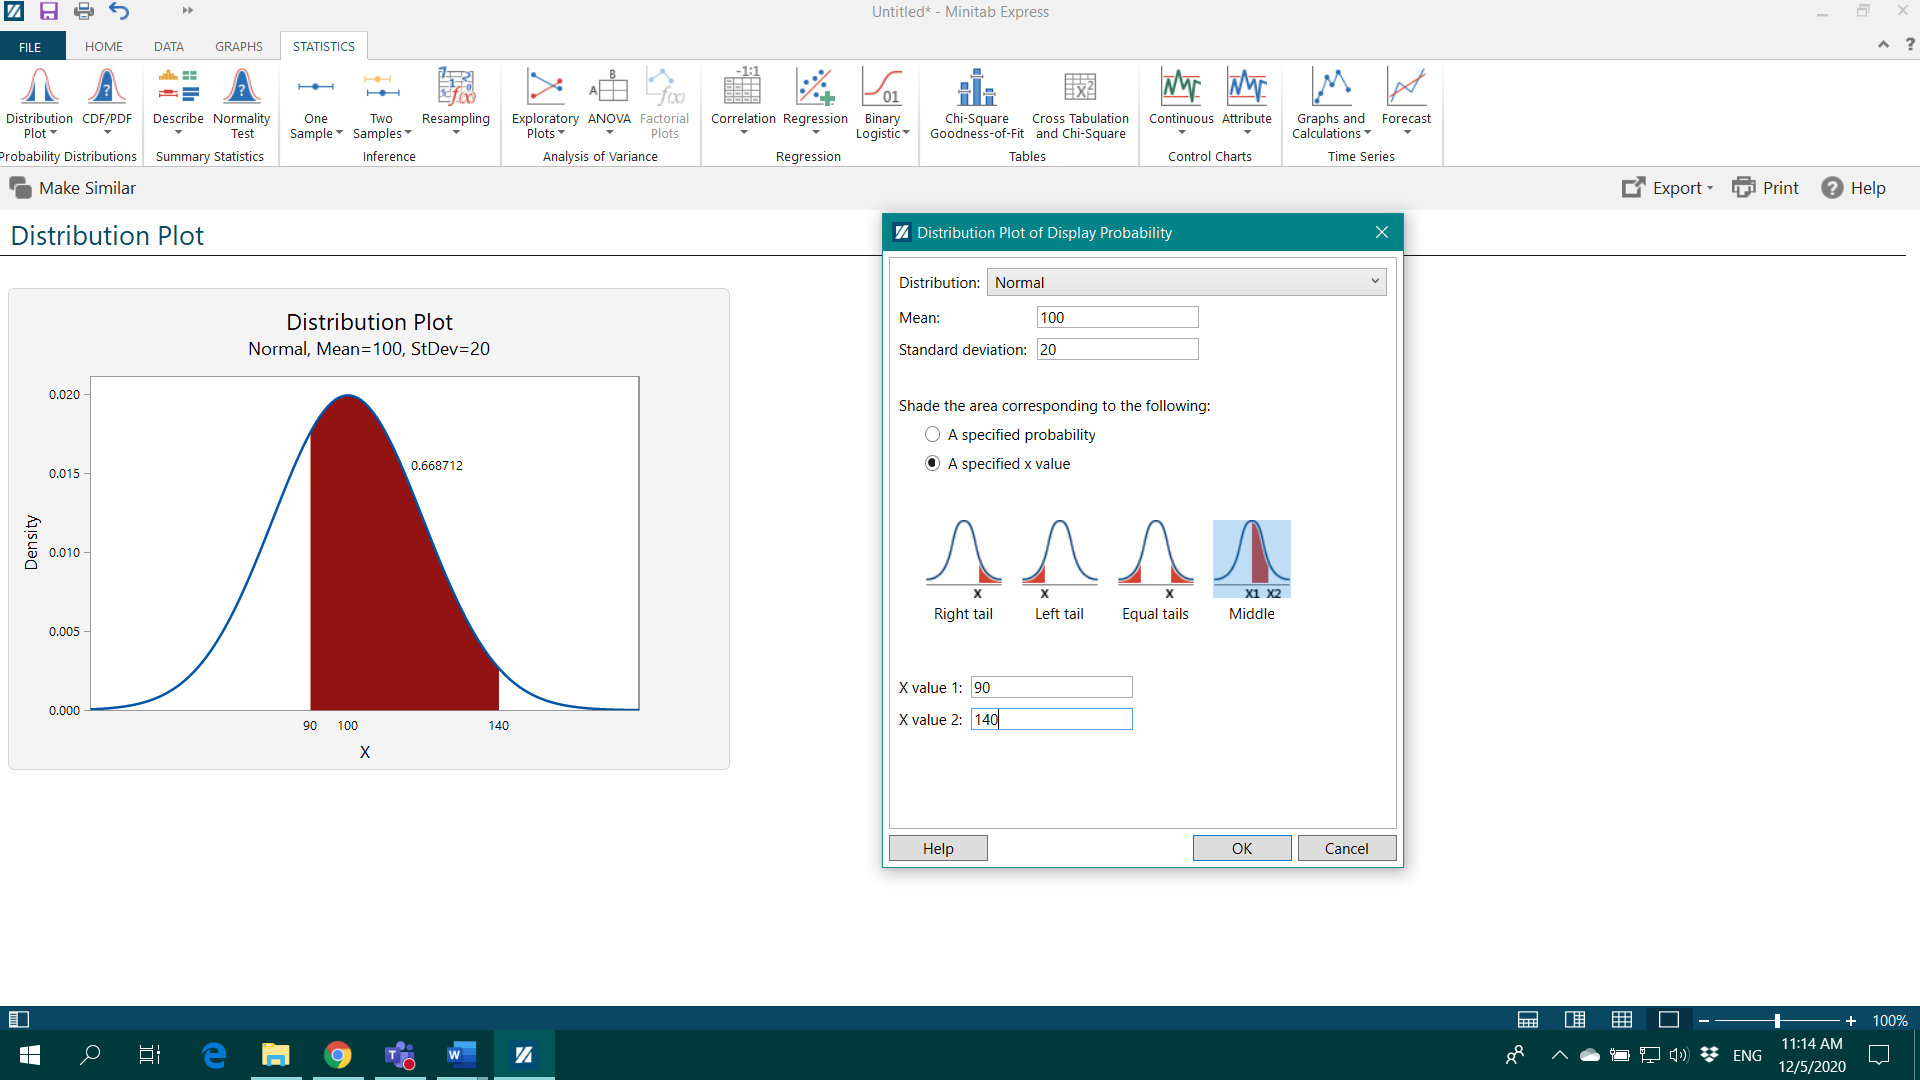 Untitled* - Minitab Express
FILE HOME DATA GRAPHS STATISTICS
?
Distribution Plot
CDF/PDF
Describe
Normality Test
One Sample
Two Samples
Resampling
Exploratory Plots
ANOVA
Factorial Plots
Correlation
Regression
Binary Logistic
Chi-Square Goodness-of-Fit
Cross Tabulation and Chi-Square
Continuous
Attribute
Graphs and Calculations
Forecast
Probability Distributions
Summary Statistics
Inference
Analysis of Variance
Regression
Tables
Control Charts
Time Series
Make Similar
Export
Print
Help
Distribution Plot
Distribution Plot
Normal, Mean=100, StDev=20
0.020
0.015
0.010
0.005
0.000
Density
0.668712
90 100 140
X
Distribution Plot of Display Probability
Distribution: Normal
Mean: 100
Standard deviation: 20
Shade the area corresponding to the following:
A specified probability
A specified x value
X X X X1 X2
Right tail Left tail Equal tails Middle
X value 1: 90
X value 2: 140
Help OK Cancel
100%
ENG
11:14 AM
12/5/2020